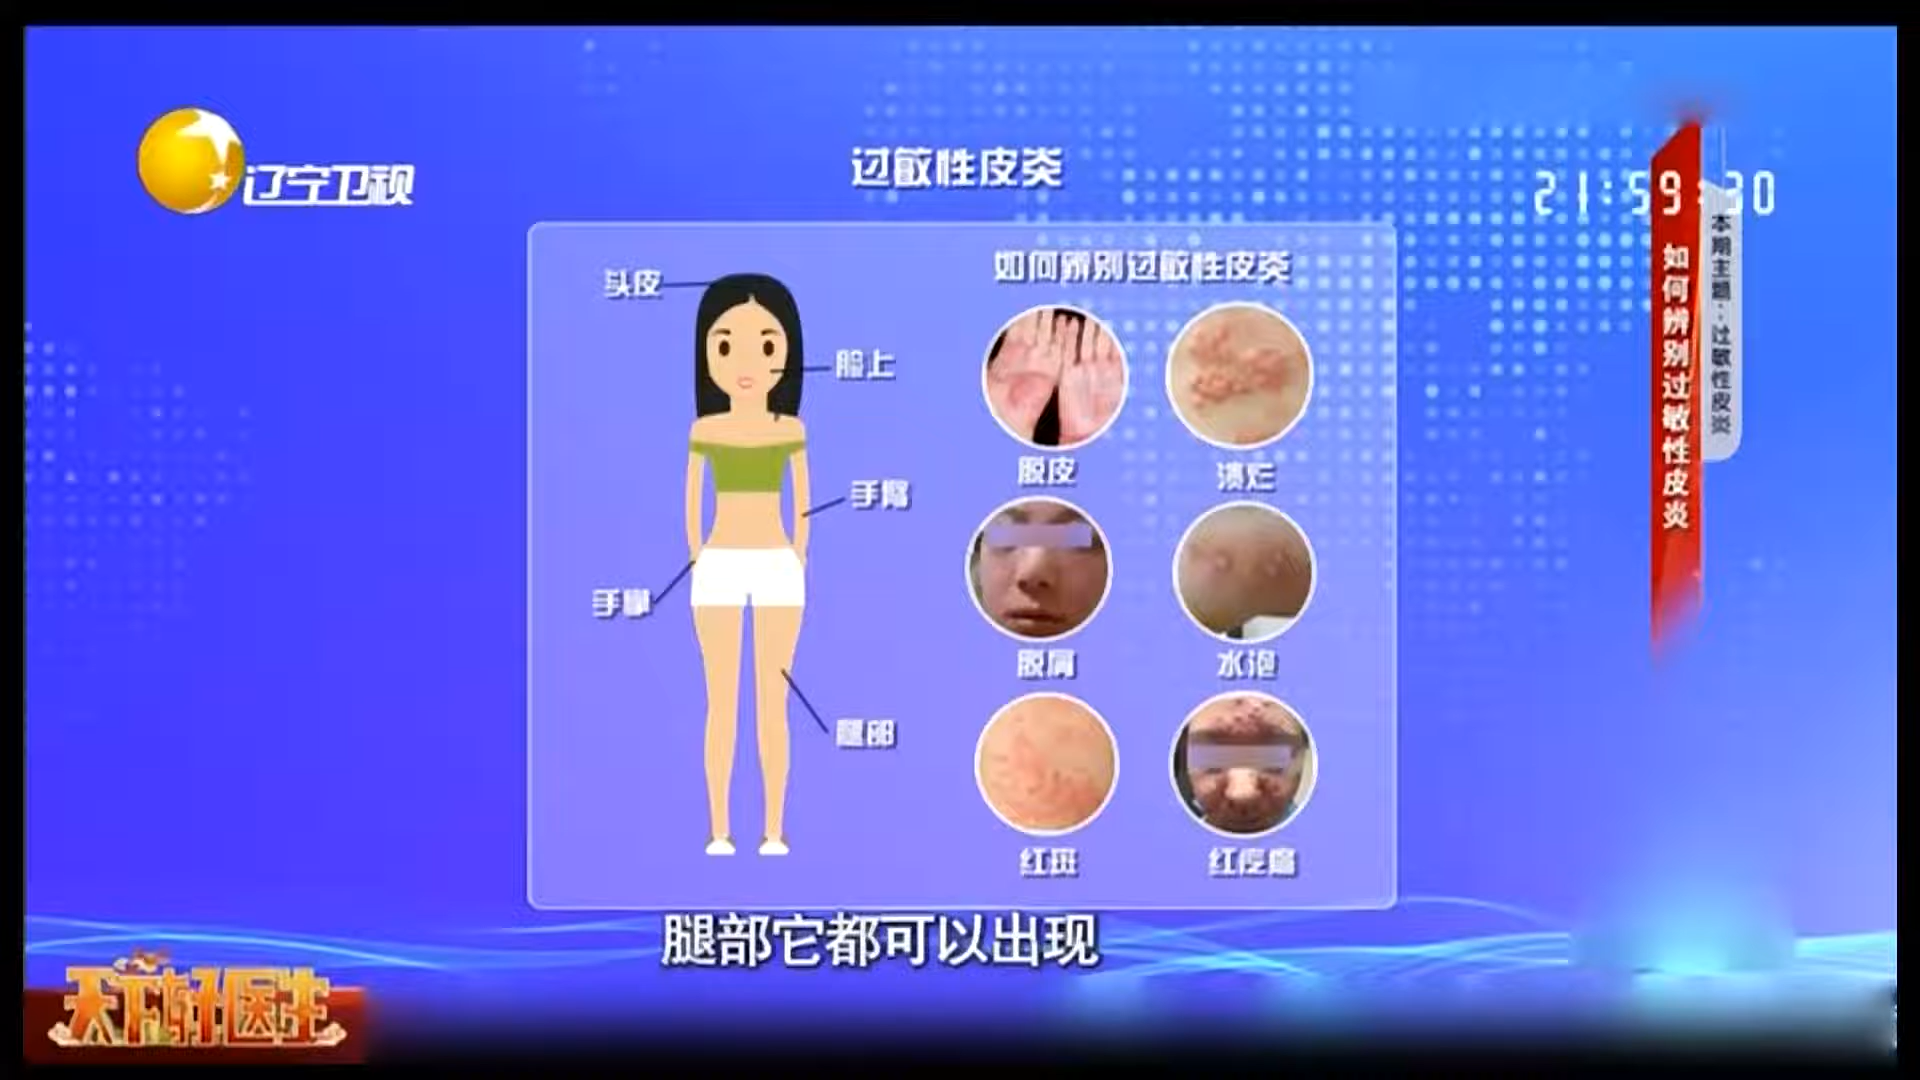 辽宁卫视
过敏性皮炎
21:59:30
本期主题:过敏性皮炎
如何辨别过敏性皮炎
如何辨别过敏性皮炎
头皮
脸上
手臂
手掌
腿部
脱皮
溃烂
脱屑
水泡
红斑
红疙瘩
腿部它都可以出现
天下好医生